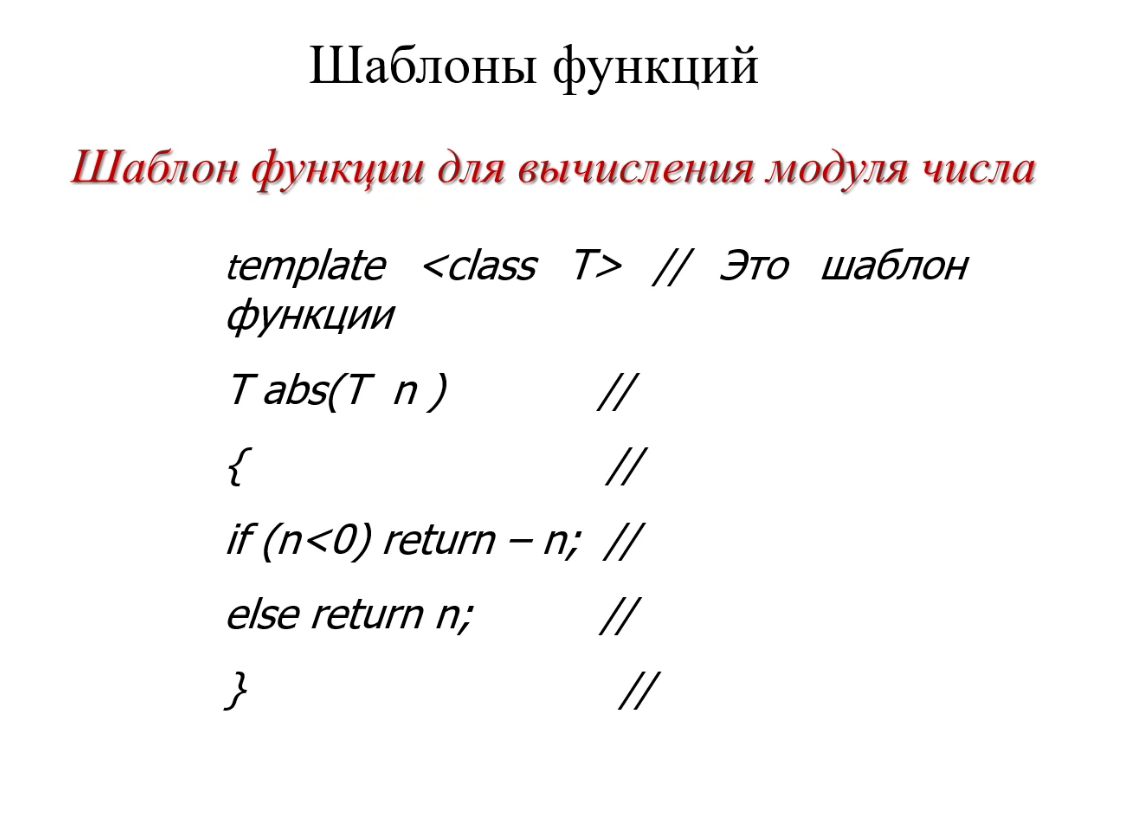 Шаблоны функций
Шаблон функции для вычисления модуля числа
template <class T> // Это шаблон
функции
T abs(T n ) //
{ //
if (n<0) return – n; //
else return n; //
} //